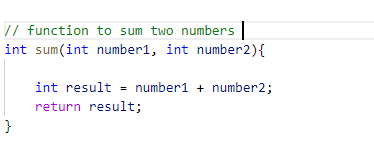 // function to sum two numbers
int sum(int number1, int number2){
    int result = number1 + number2;
    return result;
}